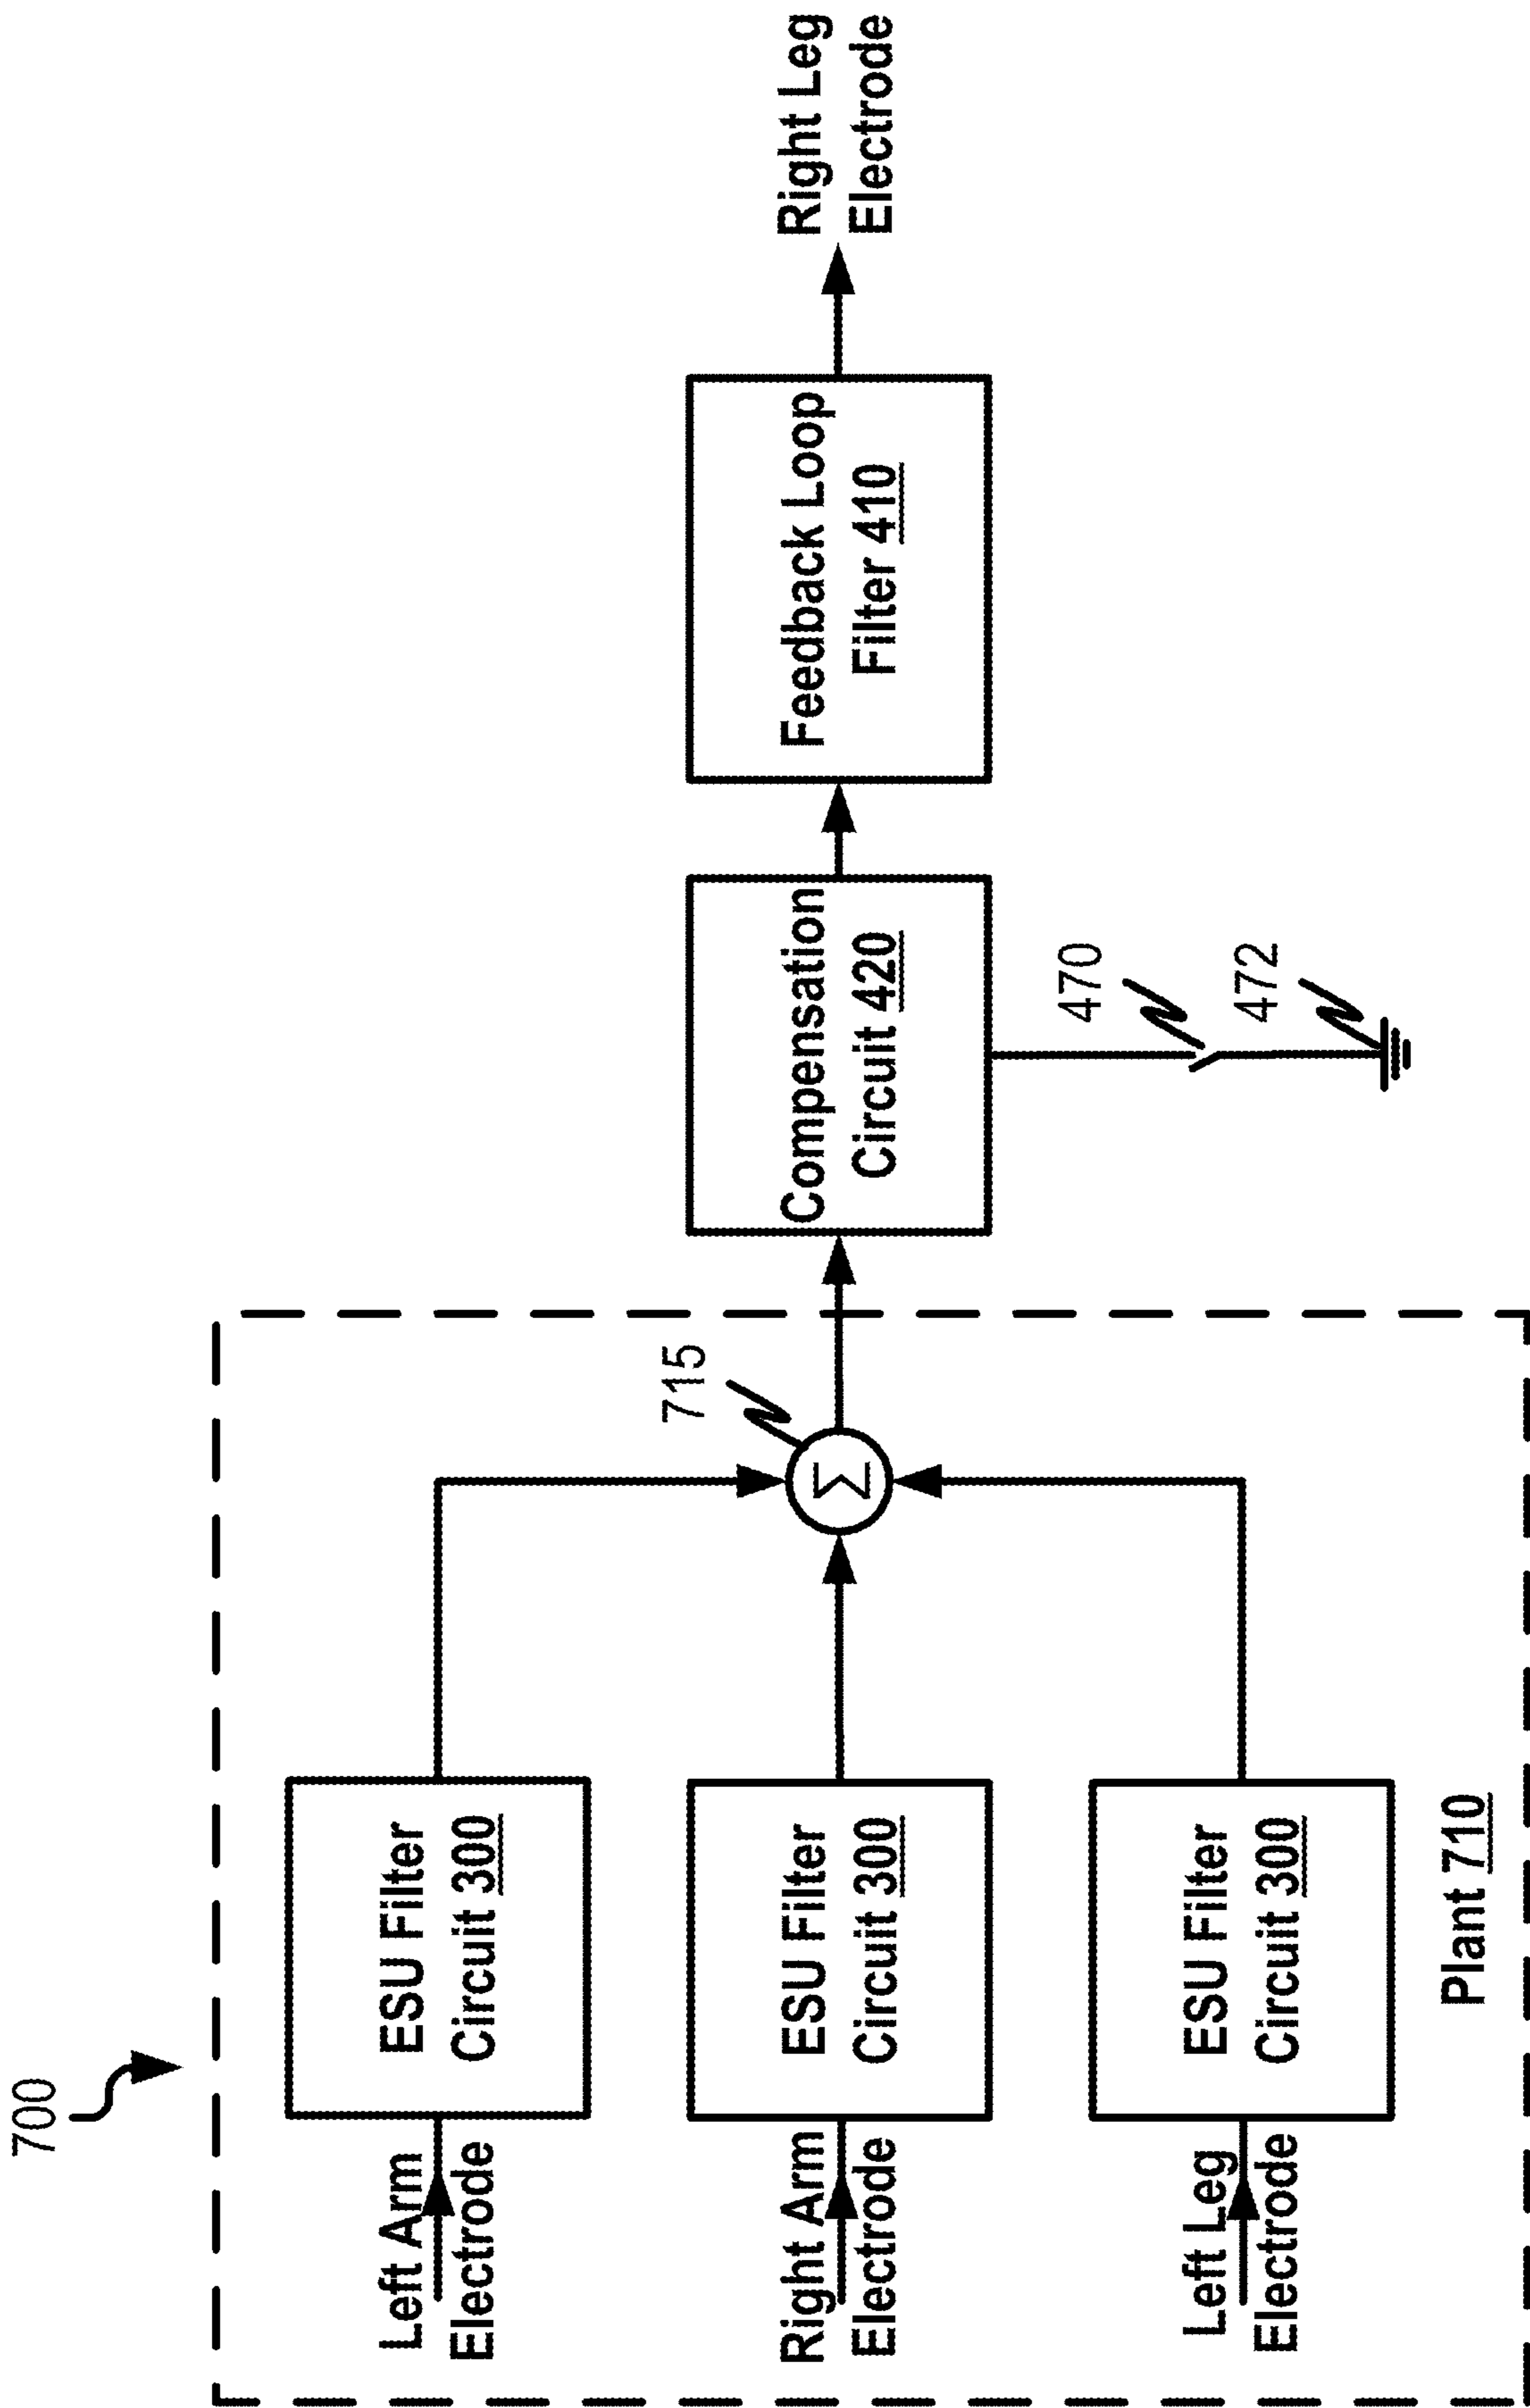 700
Left Arm
Electrode
ESU Filter
Circuit 300
Right Arm
Electrode
ESU Filter
Circuit 300
Left Leg
Electrode
ESU Filter
Circuit 300
Plant 710
Σ
715
Compensation
Circuit 420
470
472
Feedback Loop
Filter 410
Right Leg
Electrode